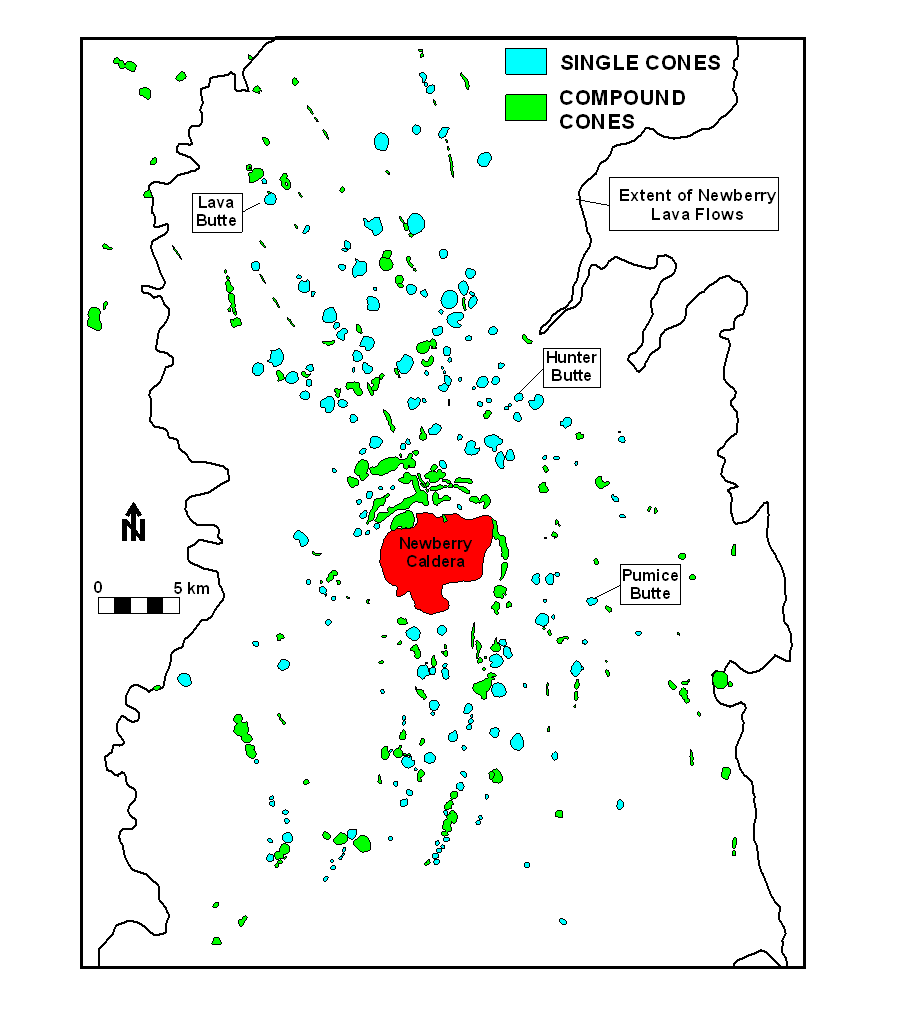 SINGLE CONES
COMPOUND
CONES
Extent of Newberry
Lava Flows
Lava
Butte
Hunter
Butte
N
Newberry
Caldera
0 5 km
Pumice
Butte